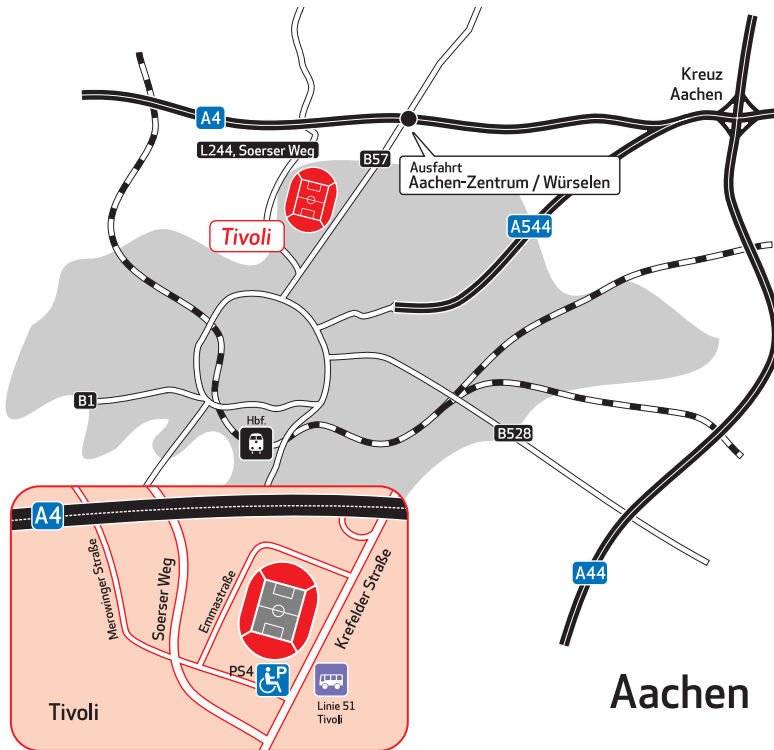 Kreuz
Aachen
A4
L244, Soerser Weg
B57
Ausfahrt
Aachen-Zentrum / Würselen
Tivoli
A544
B1
Hbf.
B528
A44
A4
Merowinger Straße
Soerser Weg
Emmastraße
Krefelder Straße
PS4
P
Linie 51
Tivoli
Tivoli
Aachen